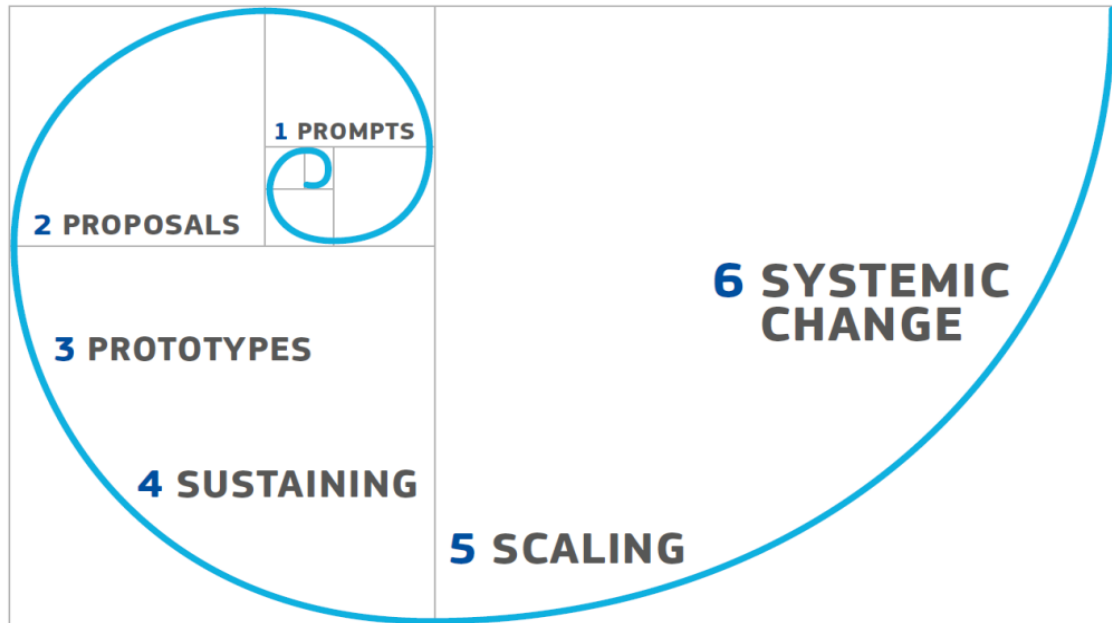 1 PROMPTS
2 PROPOSALS
3 PROTOTYPES
4 SUSTAINING
5 SCALING
6 SYSTEMIC
CHANGE